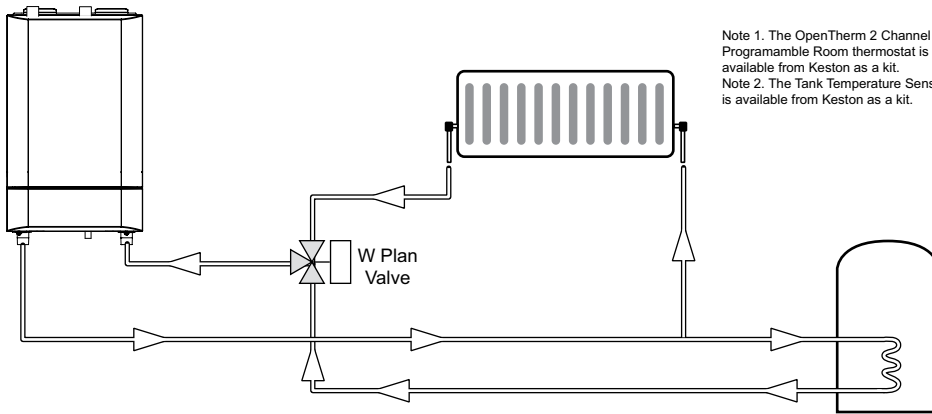 Note 1. The OpenTherm 2 Channel
Programamble Room thermostat is
available from Keston as a kit.
Note 2. The Tank Temperature Sens
is available from Keston as a kit.
W Plan
Valve